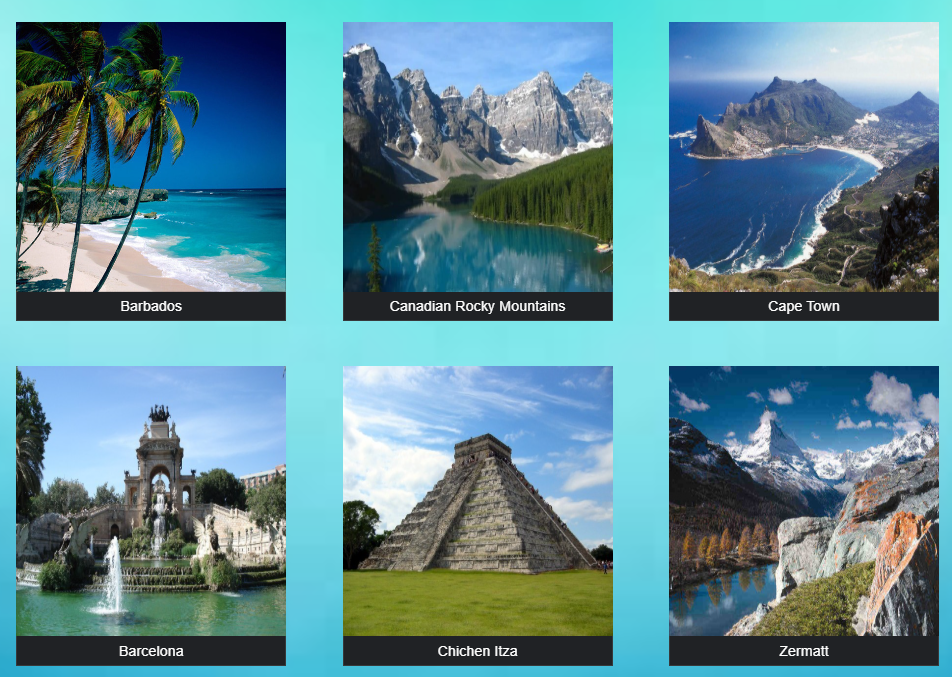 Barbados
Canadian Rocky Mountains
Cape Town
Barcelona
Chichen Itza
Zermatt